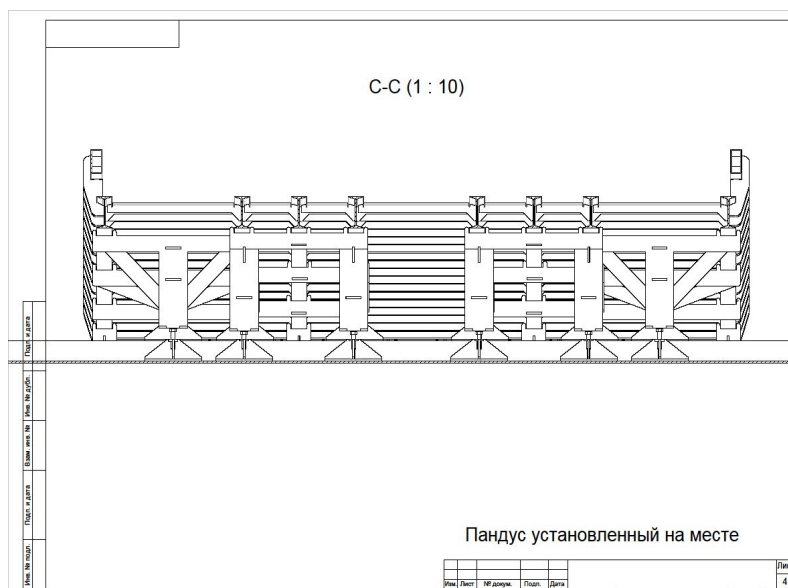 С-С (1 : 10)
Подп. и дата
Инв. № дубл.
Взам. инв. №
Подп. и дата
Инв. № подл.
Пандус установленный на месте
Изм. Лист № докум. Подп. Дата
4